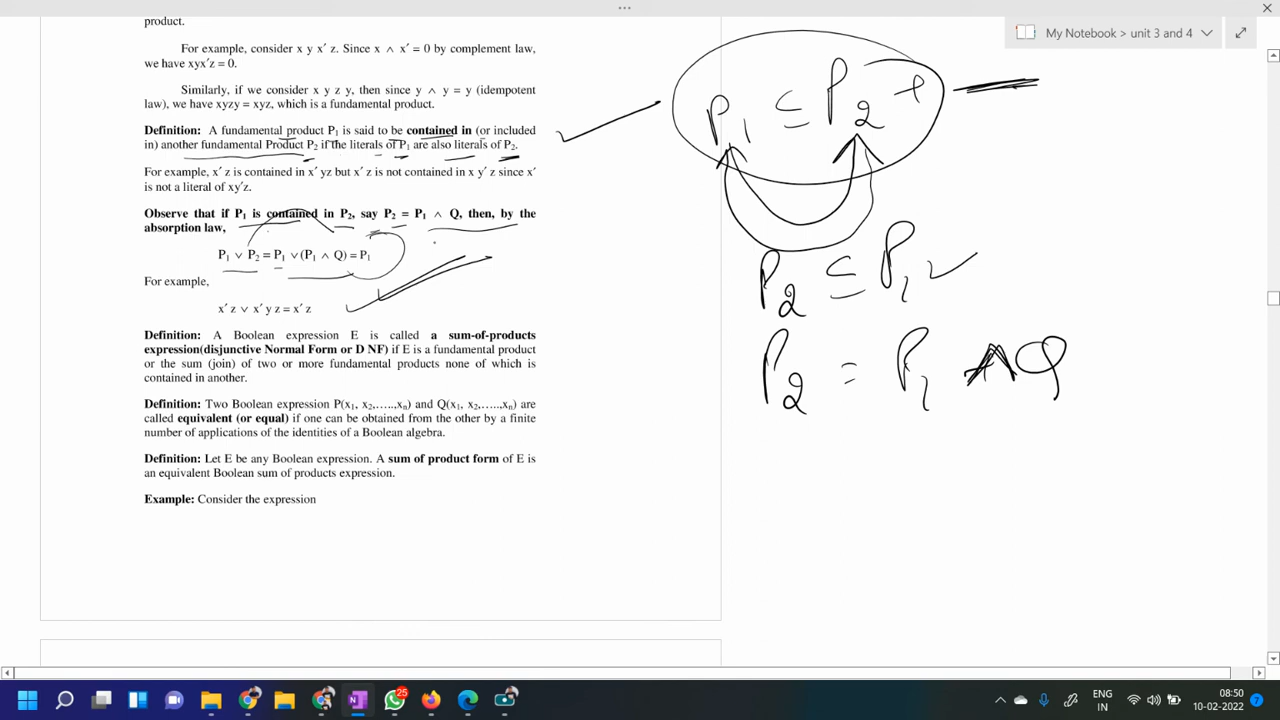 product.
For example, consider x y x′ z. Since x ∧ x′ = 0 by complement law,
we have xyx′z = 0.
Similarly, if we consider x y z y, then since y ∧ y = y (idempotent
law), we have xyzy = xyz, which is a fundamental product.
Definition: A fundamental product P₁ is said to be contained in (or included
in) another fundamental Product P₂ if the literals of P₁ are also literals of P₂.
For example, x′ z is contained in x′ yz but x′ z is not contained in x y′ z since x′
is not a literal of xy′z.
Observe that if P₁ is contained in P₂, say P₂ = P₁ ∧ Q, then, by the
absorption law,
P₁ ∨ P₂ = P₁ ∨ (P₁ ∧ Q) = P₁
For example,
x′ z ∨ x′ y z = x′ z
Definition: A Boolean expression E is called a sum-of-products
expression(disjunctive Normal Form or D NF) if E is a fundamental product
or the sum (join) of two or more fundamental products none of which is
contained in another.
Definition: Two Boolean expression P(x₁, x₂,…..,xₙ) and Q(x₁, x₂,…..,xₙ) are
called equivalent (or equal) if one can be obtained from the other by a finite
number of applications of the identities of a Boolean algebra.
Definition: Let E be any Boolean expression. A sum of product form of E is
an equivalent Boolean sum of products expression.
Example: Consider the expression
My Notebook > unit 3 and 4
P₁ ⊆ P₂
P₂ ⊆ P₁
P₂ = P₁ ∧ Q
25
ENG
IN
08:50
10-02-2022
7